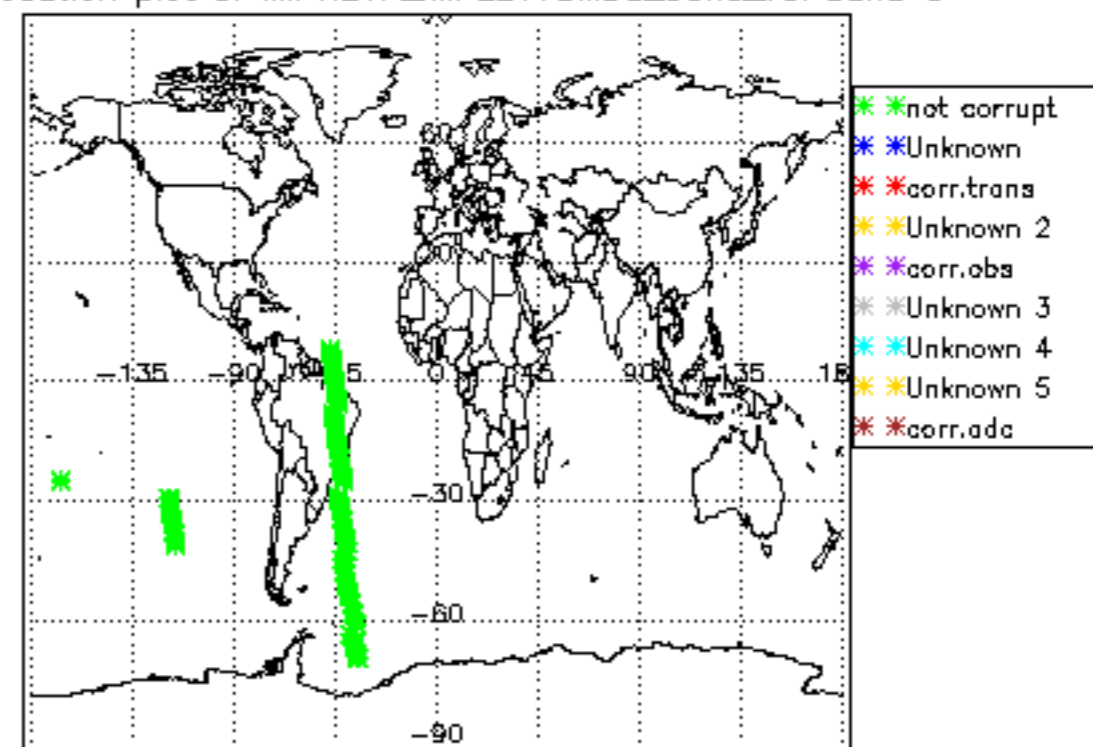 60
-135 -90 0 45 90 135
-30
-60
-90
not corrupt
Unknown
corr.trans
Unknown 2
corr.obs
Unknown 3
Unknown 4
Unknown 5
corr.adc